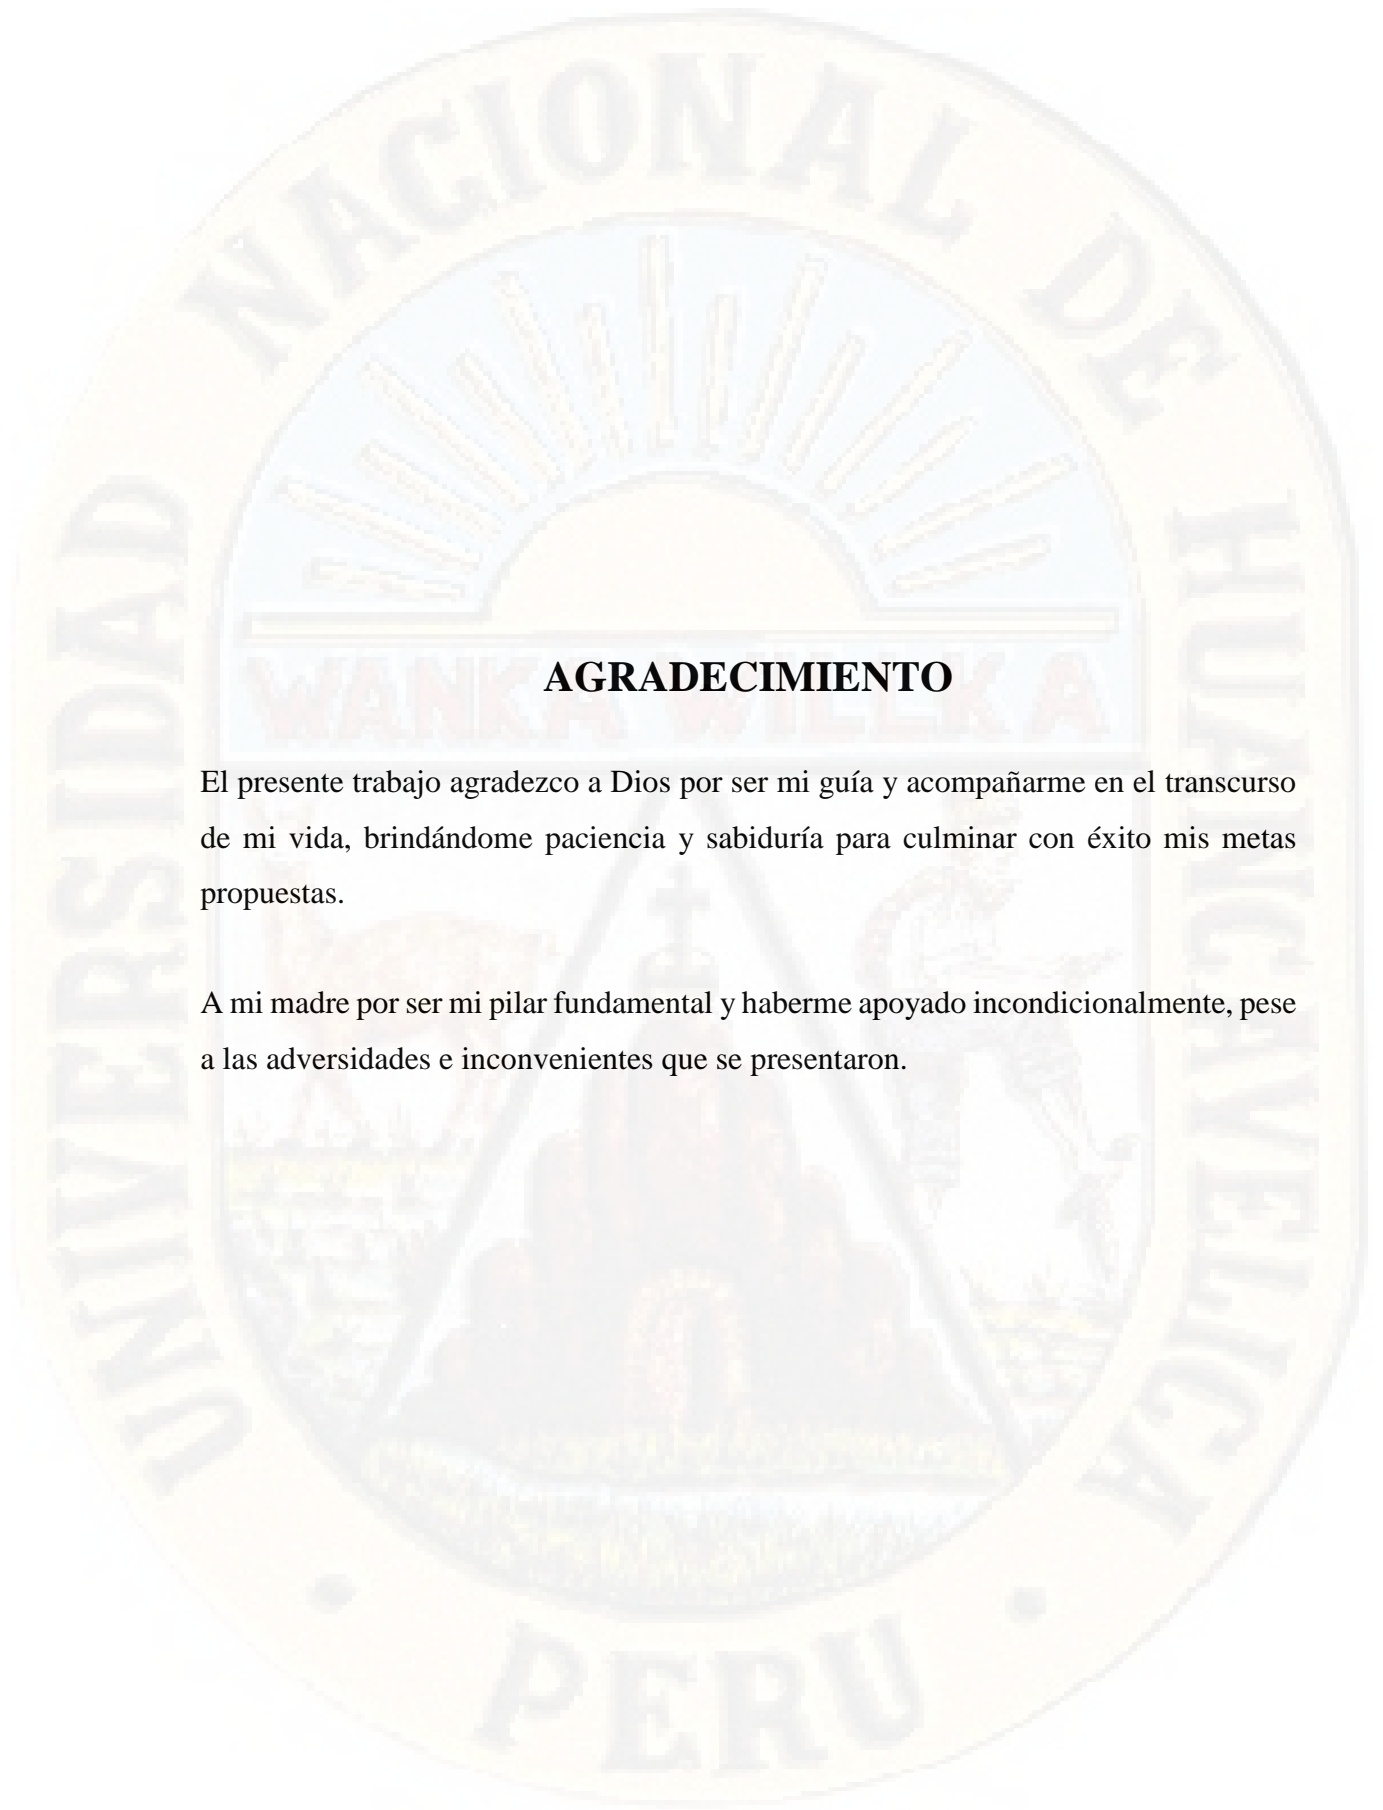 UNIVERSIDAD NACIONAL DE HUANCAVELICA
WANKA WILLKA
AGRADECIMIENTO
El presente trabajo agradezco a Dios por ser mi guía y acompañarme en el transcurso
de mi vida, brindándome paciencia y sabiduría para culminar con éxito mis metas
propuestas.
A mi madre por ser mi pilar fundamental y haberme apoyado incondicionalmente, pese
a las adversidades e inconvenientes que se presentaron.
PERU